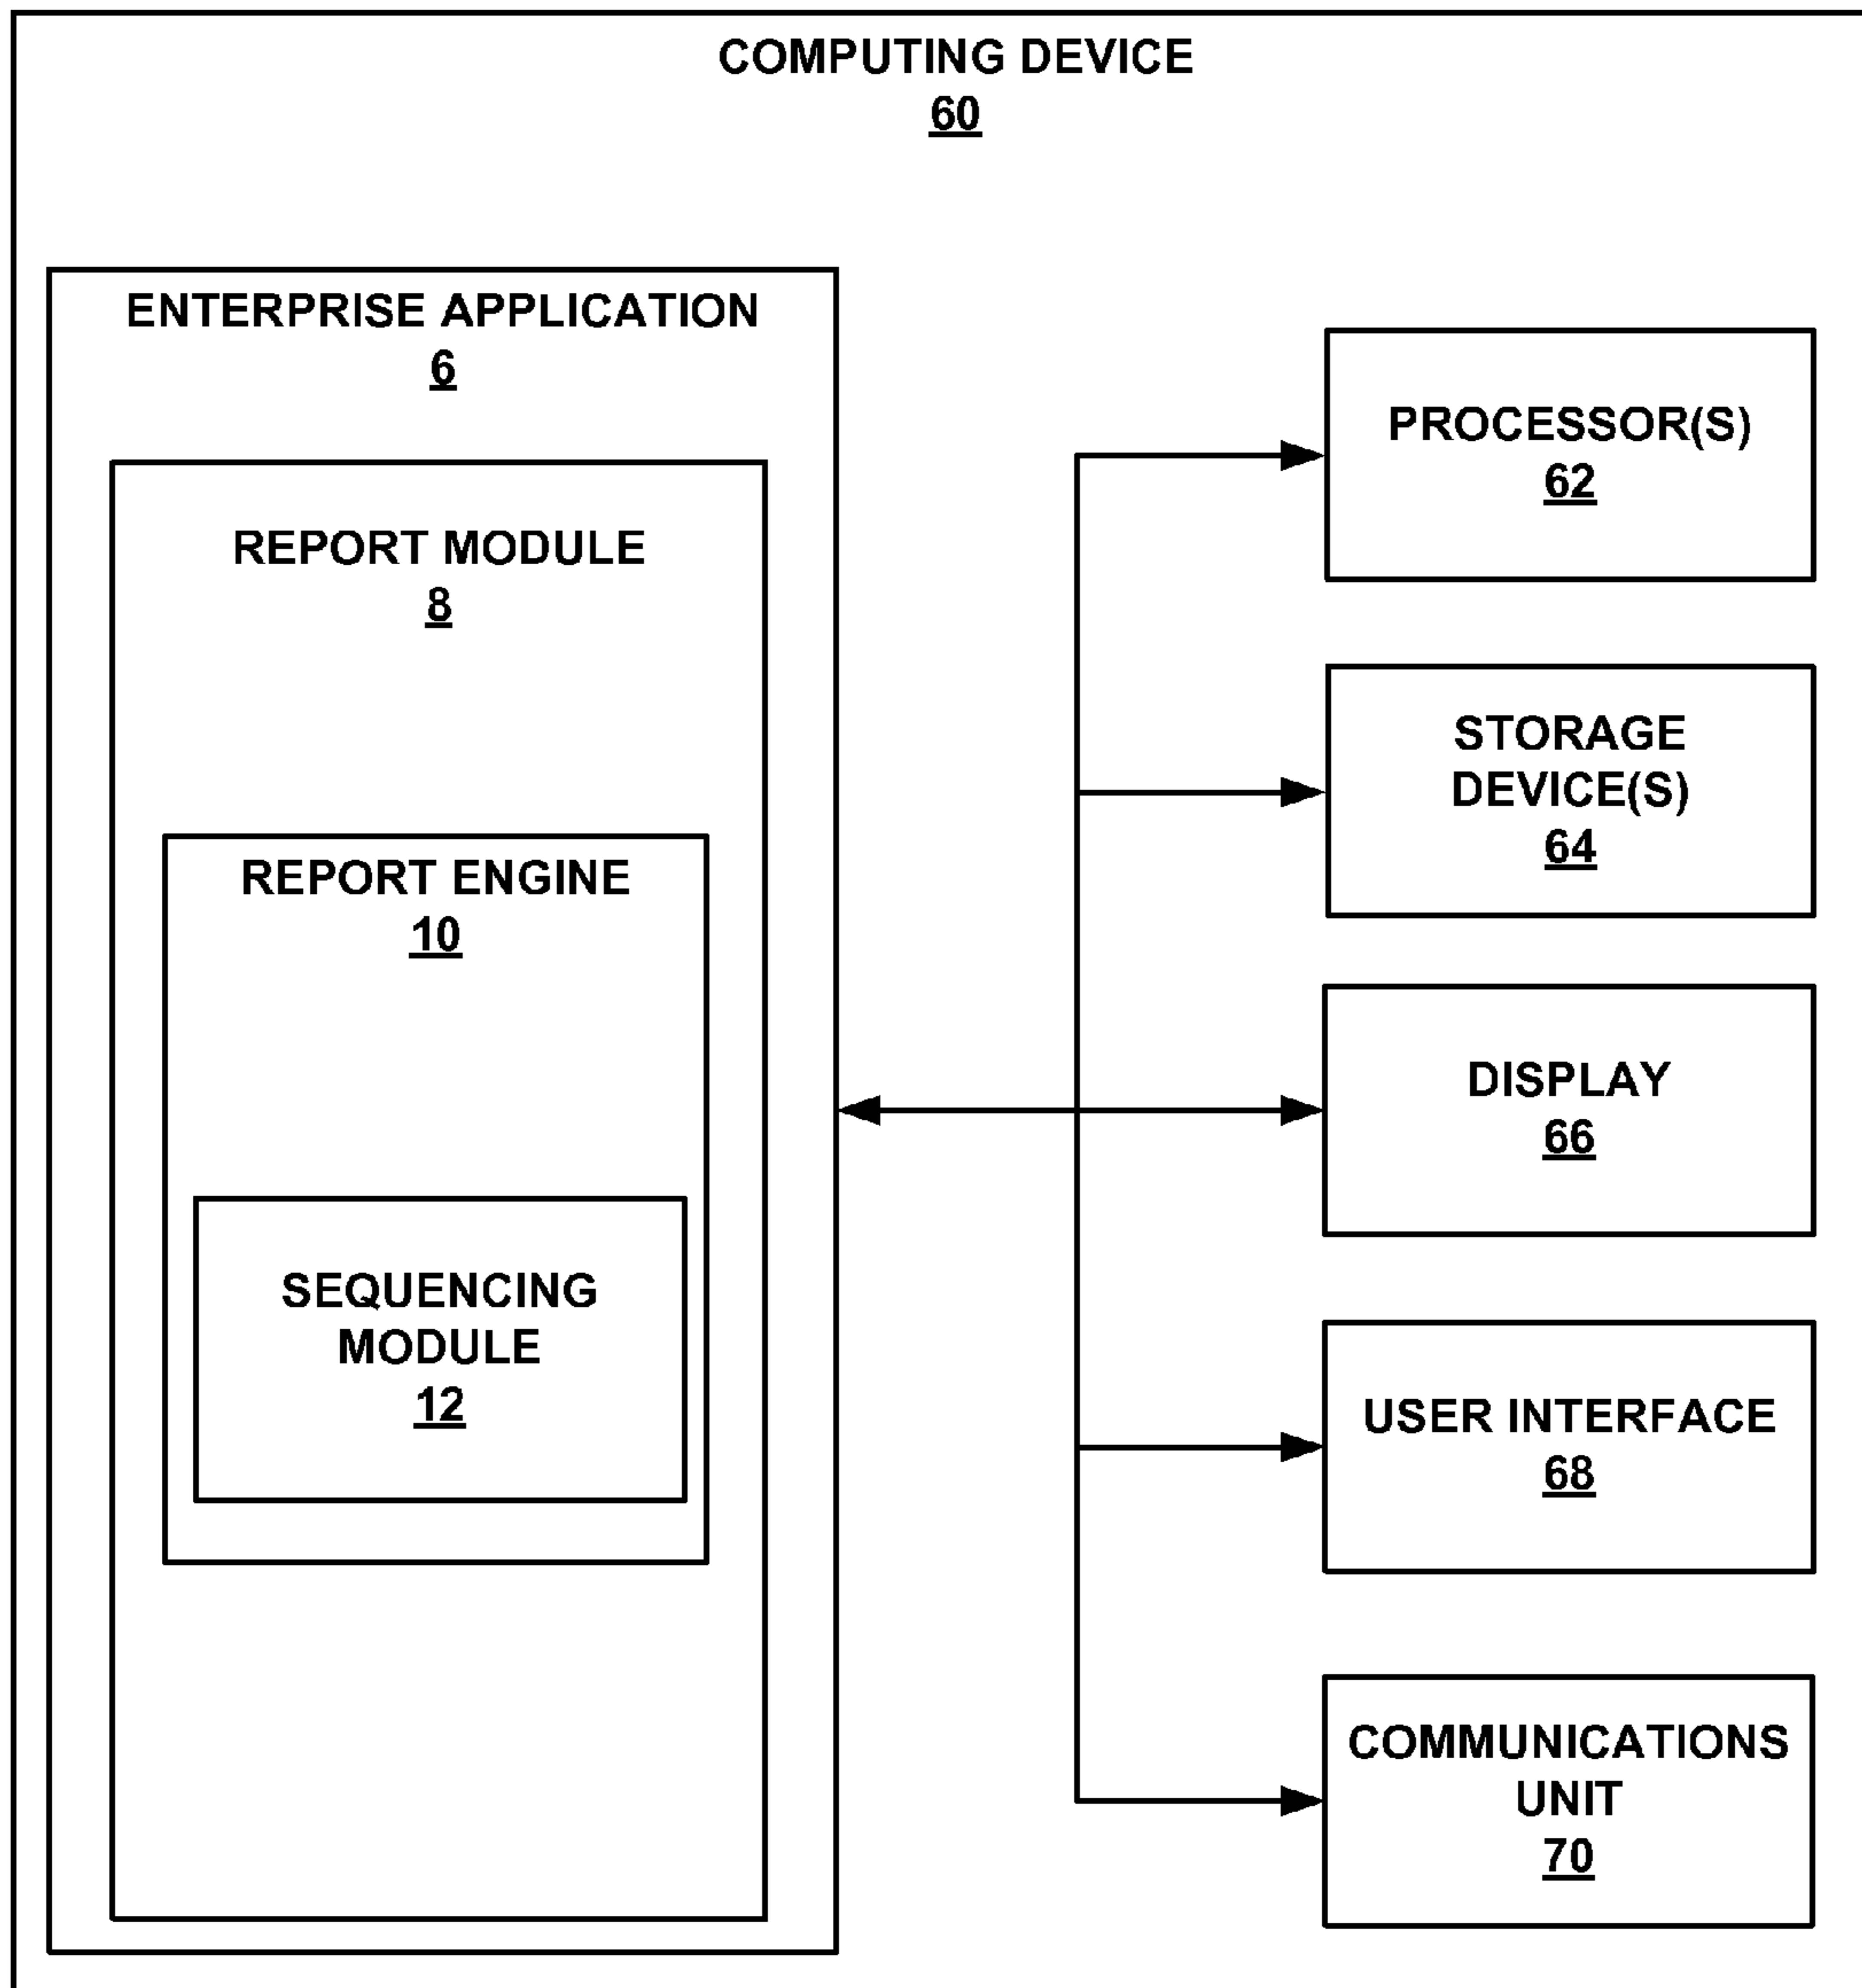 COMPUTING DEVICE
60
ENTERPRISE APPLICATION
6
REPORT MODULE
8
REPORT ENGINE
10
SEQUENCING
MODULE
12
PROCESSOR(S)
62
STORAGE
DEVICE(S)
64
DISPLAY
66
USER INTERFACE
68
COMMUNICATIONS
UNIT
70